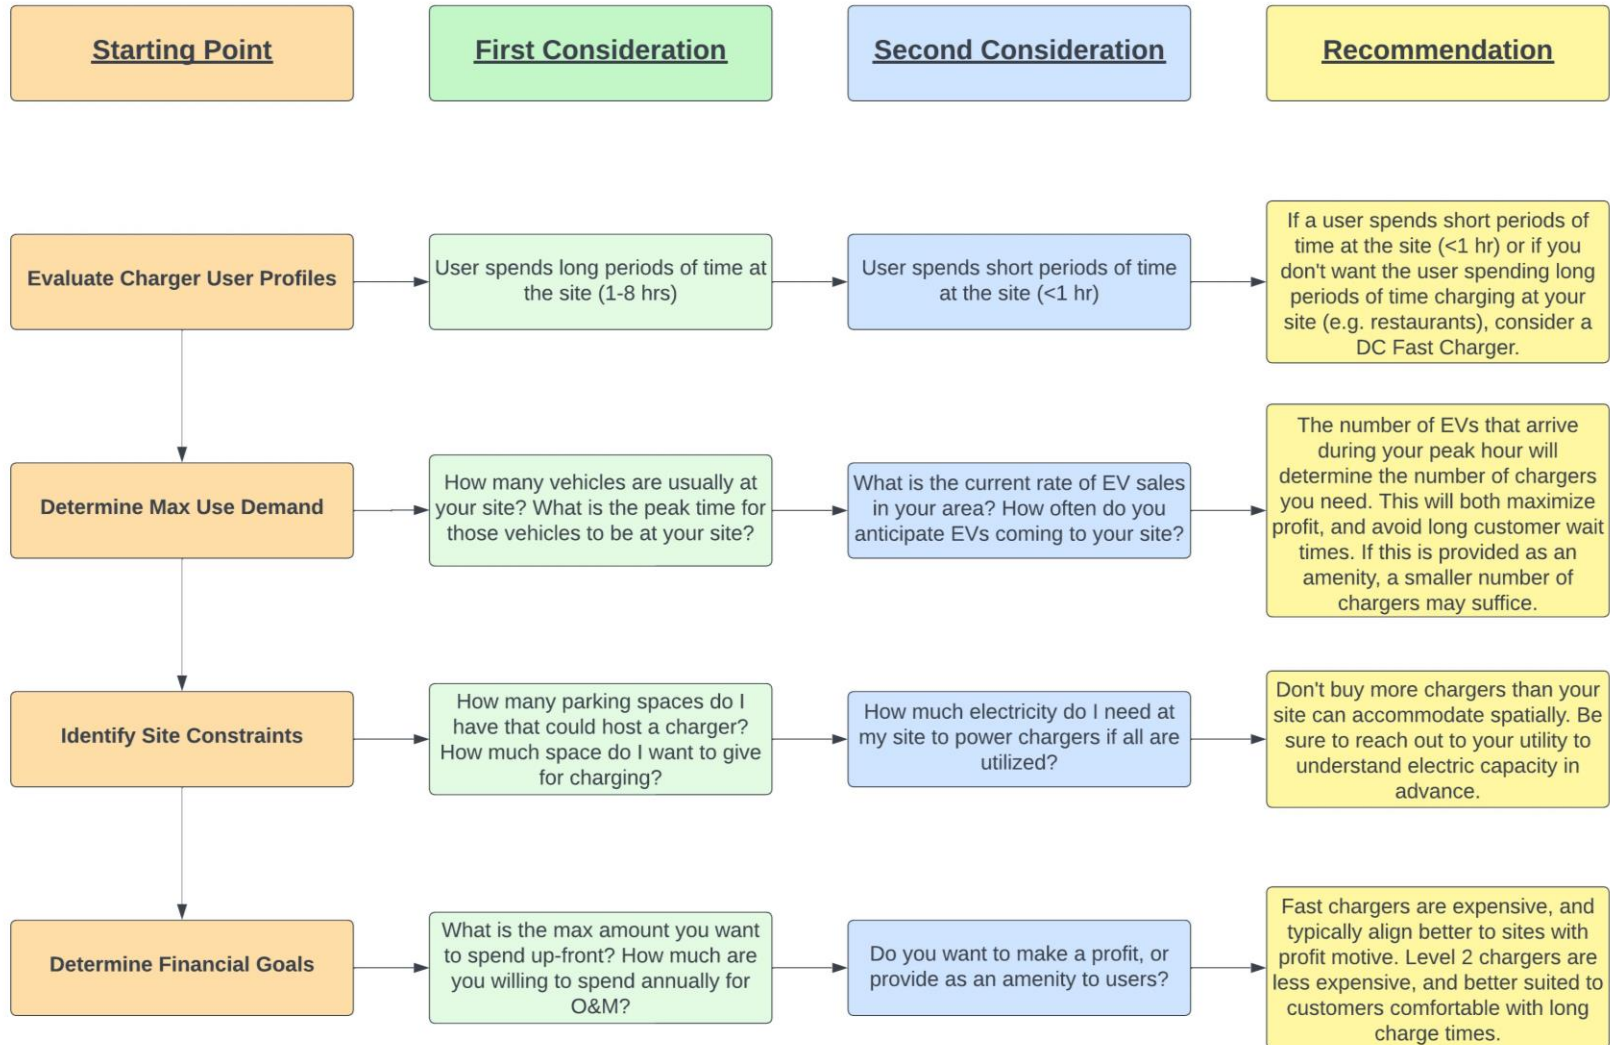 Starting Point
First Consideration
Second Consideration
Recommendation
Evaluate Charger User Profiles
User spends long periods of time at
the site (1-8 hrs)
User spends short periods of time
at the site (<1 hr)
If a user spends short periods of
time at the site (<1 hr) or if you
don't want the user spending long
periods of time charging at your
site (e.g. restaurants), consider a
DC Fast Charger.
Determine Max Use Demand
How many vehicles are usually at
your site? What is the peak time for
those vehicles to be at your site?
What is the current rate of EV sales
in your area? How often do you
anticipate EVs coming to your site?
The number of EVs that arrive
during your peak hour will
determine the number of chargers
you need. This will both maximize
profit, and avoid long customer wait
times. If this is provided as an
amenity, a smaller number of
chargers may suffice.
Identify Site Constraints
How many parking spaces do I
have that could host a charger?
How much space do I want to give
for charging?
How much electricity do I need at
my site to power chargers if all are
utilized?
Don't buy more chargers than your
site can accommodate spatially. Be
sure to reach out to your utility to
understand electric capacity in
advance.
Determine Financial Goals
What is the max amount you want
to spend up-front? How much are
you willing to spend annually for
O&M?
Do you want to make a profit, or
provide as an amenity to users?
Fast chargers are expensive, and
typically align better to sites with
profit motive. Level 2 chargers are
less expensive, and better suited to
customers comfortable with long
charge times.